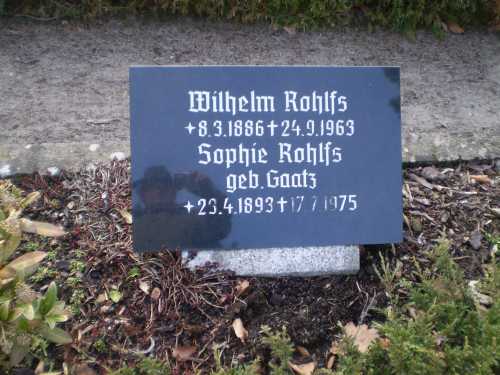 Wilhelm Rohlfs
*8.3.1886 †24.9.1963
Sophie Rohlfs
geb. Gaatz
*23.4.1893 †17.7.1975